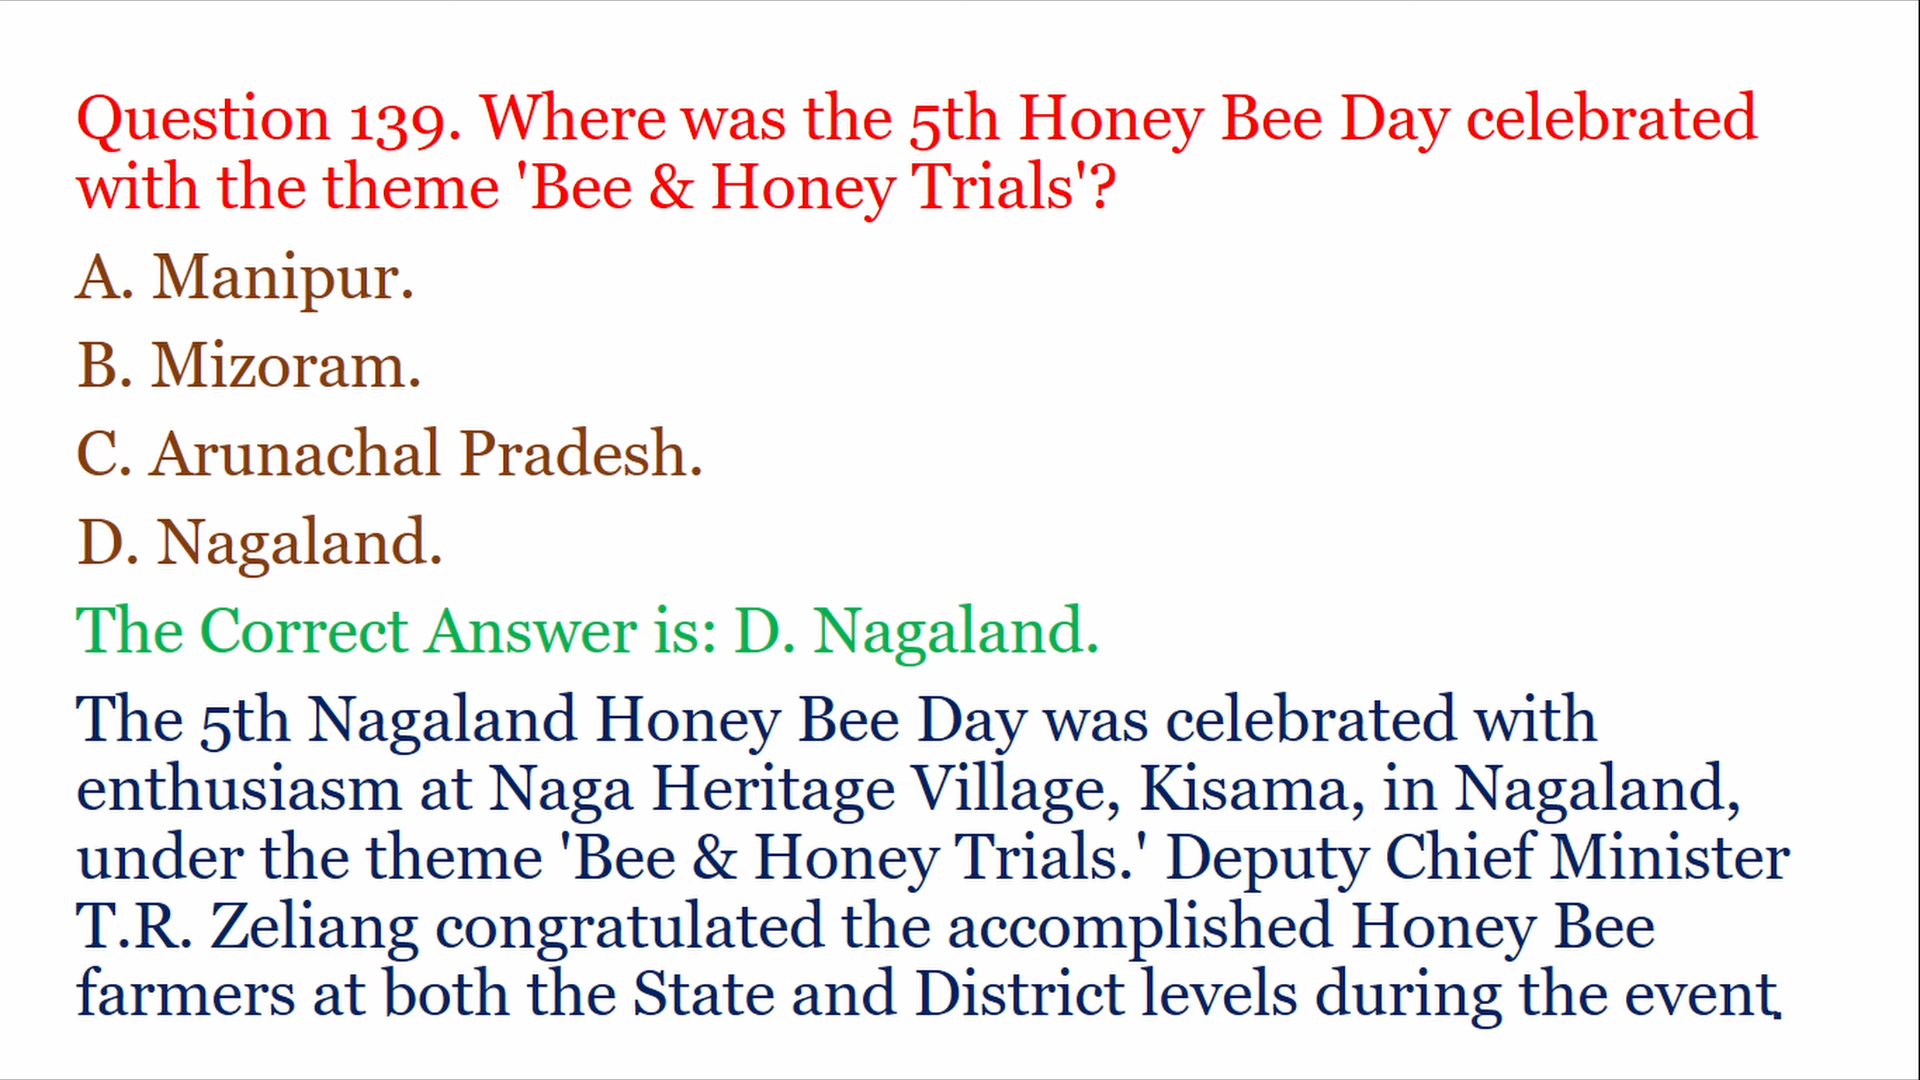 Question 139. Where was the 5th Honey Bee Day celebrated
with the theme 'Bee & Honey Trials'?
A. Manipur.
B. Mizoram.
C. Arunachal Pradesh.
D. Nagaland.
The Correct Answer is: D. Nagaland.
The 5th Nagaland Honey Bee Day was celebrated with
enthusiasm at Naga Heritage Village, Kisama, in Nagaland,
under the theme 'Bee & Honey Trials.' Deputy Chief Minister
T.R. Zeliang congratulated the accomplished Honey Bee
farmers at both the State and District levels during the event.